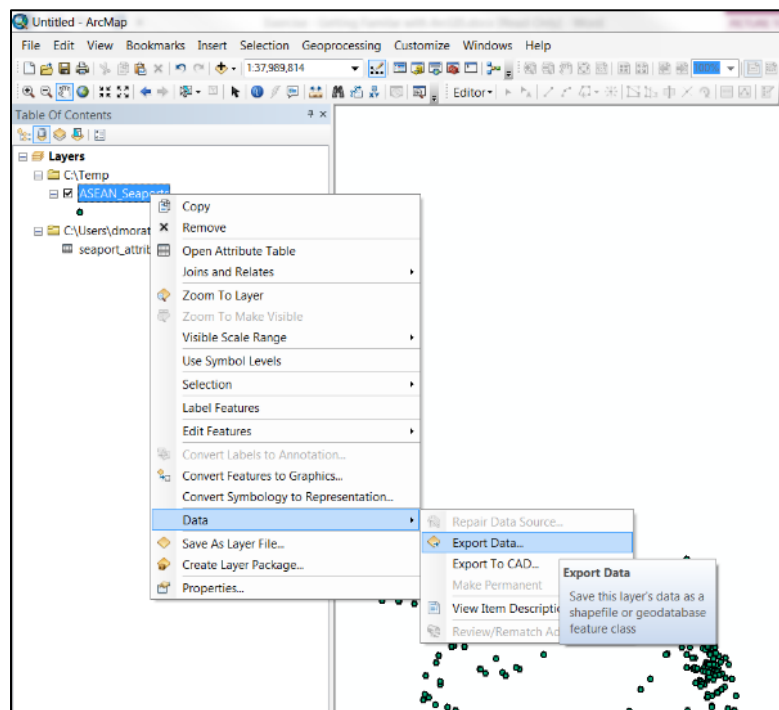 Untitled - ArcMap
File Edit View Bookmarks Insert Selection Geoprocessing Customize Windows Help
1:37,989,814
100%
Editor
Table Of Contents
Layers
C:\Temp
ASEAN_Seaports
C:\Users\dmorat
seaport_attrib
Copy
Remove
Open Attribute Table
Joins and Relates
Zoom To Layer
Zoom To Make Visible
Visible Scale Range
Use Symbol Levels
Selection
Label Features
Edit Features
Convert Labels to Annotation...
Convert Features to Graphics...
Convert Symbology to Representation...
Data
Save As Layer File...
Create Layer Package...
Properties...
Repair Data Source...
Export Data...
Export To CAD...
Make Permanent
View Item Descripti
Review/Rematch Ad
Export Data
Save this layer's data as a
shapefile or geodatabase
feature class